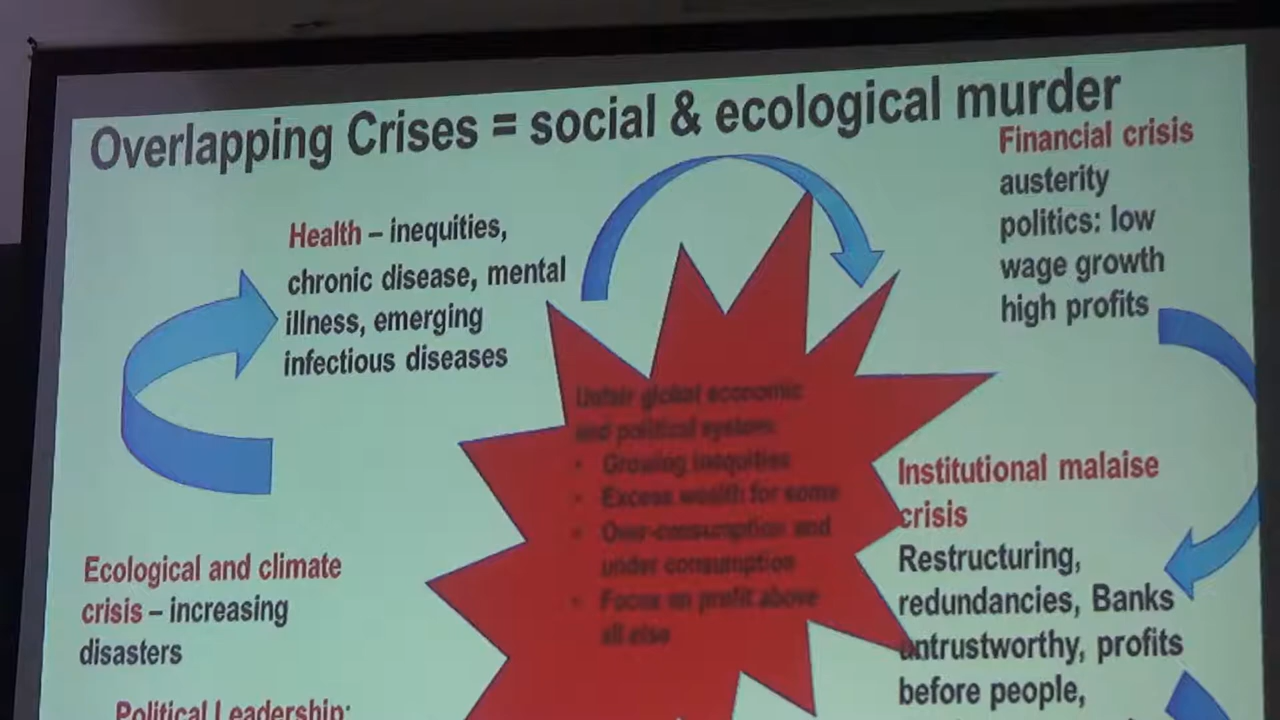 Overlapping Crises = social & ecological murder
Financial crisis
austerity
politics: low
wage growth
high profits
Health – inequities,
chronic disease, mental
illness, emerging
infectious diseases
Unfair global economic
and political system:
• Growing inequities
• Excess wealth for some
• Over-consumption and
under consumption
• Focus on profit above
all else
Institutional malaise
crisis
Restructuring,
redundancies, Banks
untrustworthy, profits
before people,
Ecological and climate
crisis – increasing
disasters
Political Leadership: